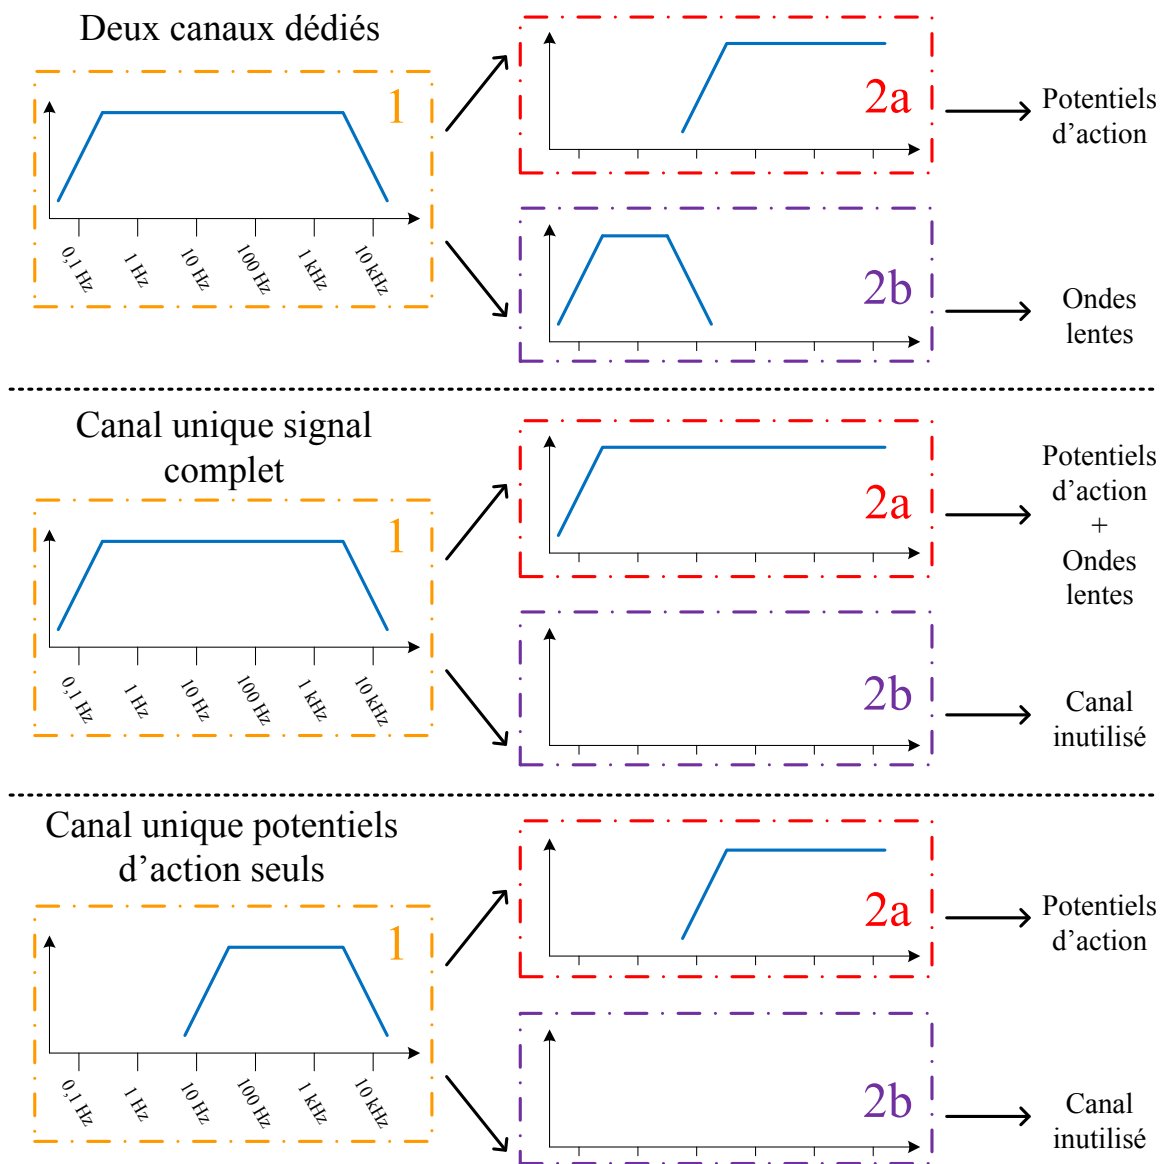 Deux canaux dédiés
1
0,1 Hz
1 Hz
10 Hz
100 Hz
1 kHz
10 kHz
2a
Potentiels
d’action
2b
Ondes
lentes
Canal unique signal
complet
1
0,1 Hz
1 Hz
10 Hz
100 Hz
1 kHz
10 kHz
2a
Potentiels
d’action
+
Ondes
lentes
2b
Canal
inutilisé
Canal unique potentiels
d’action seuls
1
0,1 Hz
1 Hz
10 Hz
100 Hz
1 kHz
10 kHz
2a
Potentiels
d’action
2b
Canal
inutilisé